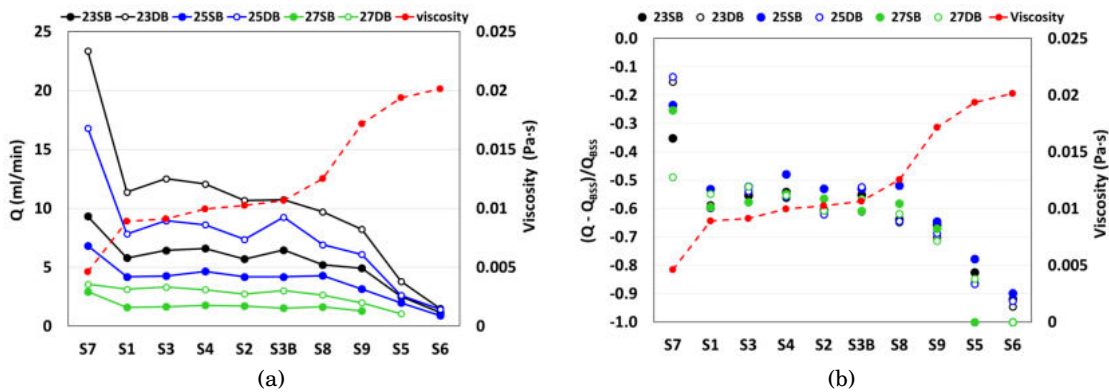 23SB 23DB 25SB 25DB 27SB 27DB viscosity
25
20
15
10
5
0
Q (ml/min)
0.025
0.02
0.015
0.01
0.005
0
Viscosity (Pa·s)
S7 S1 S3 S4 S2 S3B S8 S9 S5 S6
(a)
23SB 23DB 25SB 25DB 27SB 27DB Viscosity
0.0
-0.1
-0.2
-0.3
-0.4
-0.5
-0.6
-0.7
-0.8
-0.9
-1.0
(Q - QBSS)/QBSS
0.025
0.02
0.015
0.01
0.005
0
Viscosity (Pa·s)
S7 S1 S3 S4 S2 S3B S8 S9 S5 S6
(b)